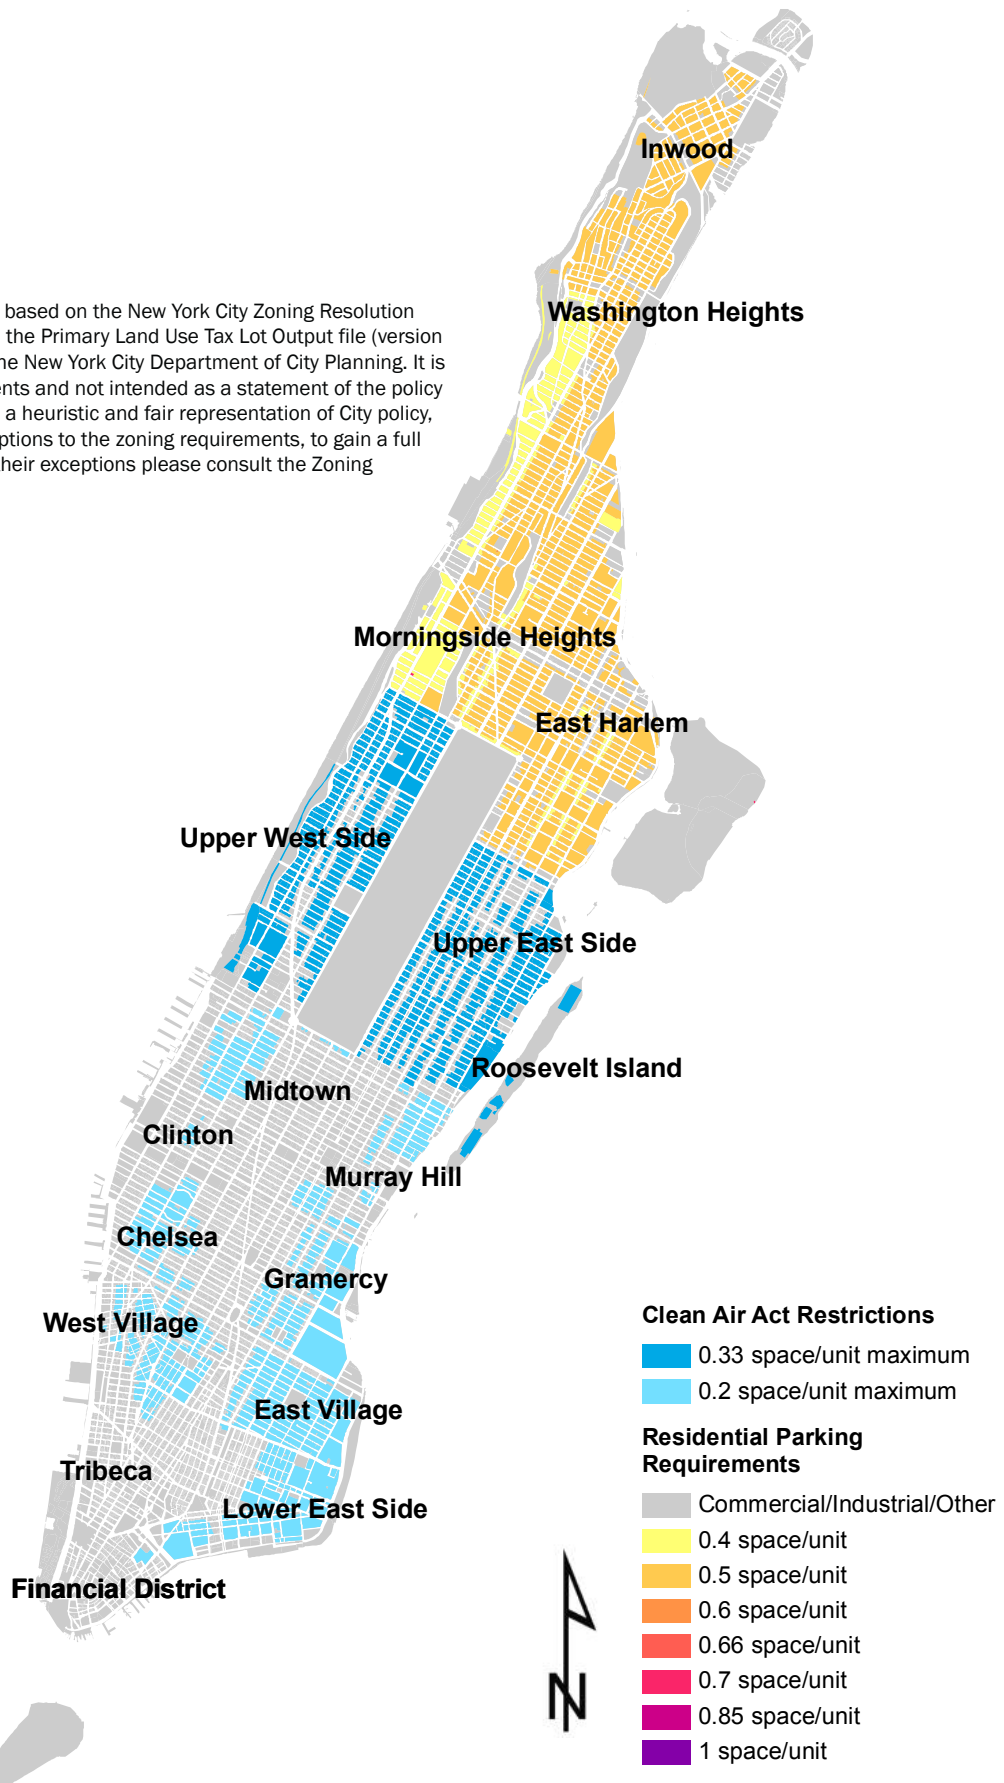 Inwood
based on the New York City Zoning Resolution
Washington Heights
the Primary Land Use Tax Lot Output file (version
he New York City Department of City Planning. It is
ents and not intended as a statement of the policy
a heuristic and fair representation of City policy,
ptions to the zoning requirements, to gain a full
their exceptions please consult the Zoning
Morningside Heights
East Harlem
Upper West Side
Upper East Side
Roosevelt Island
Midtown
Clinton
Murray Hill
Chelsea
Gramercy
West Village
East Village
Tribeca
Lower East Side
Financial District
Clean Air Act Restrictions
0.33 space/unit maximum
0.2 space/unit maximum
Residential Parking
Requirements
Commercial/Industrial/Other
0.4 space/unit
0.5 space/unit
0.6 space/unit
0.66 space/unit
0.7 space/unit
0.85 space/unit
1 space/unit
N